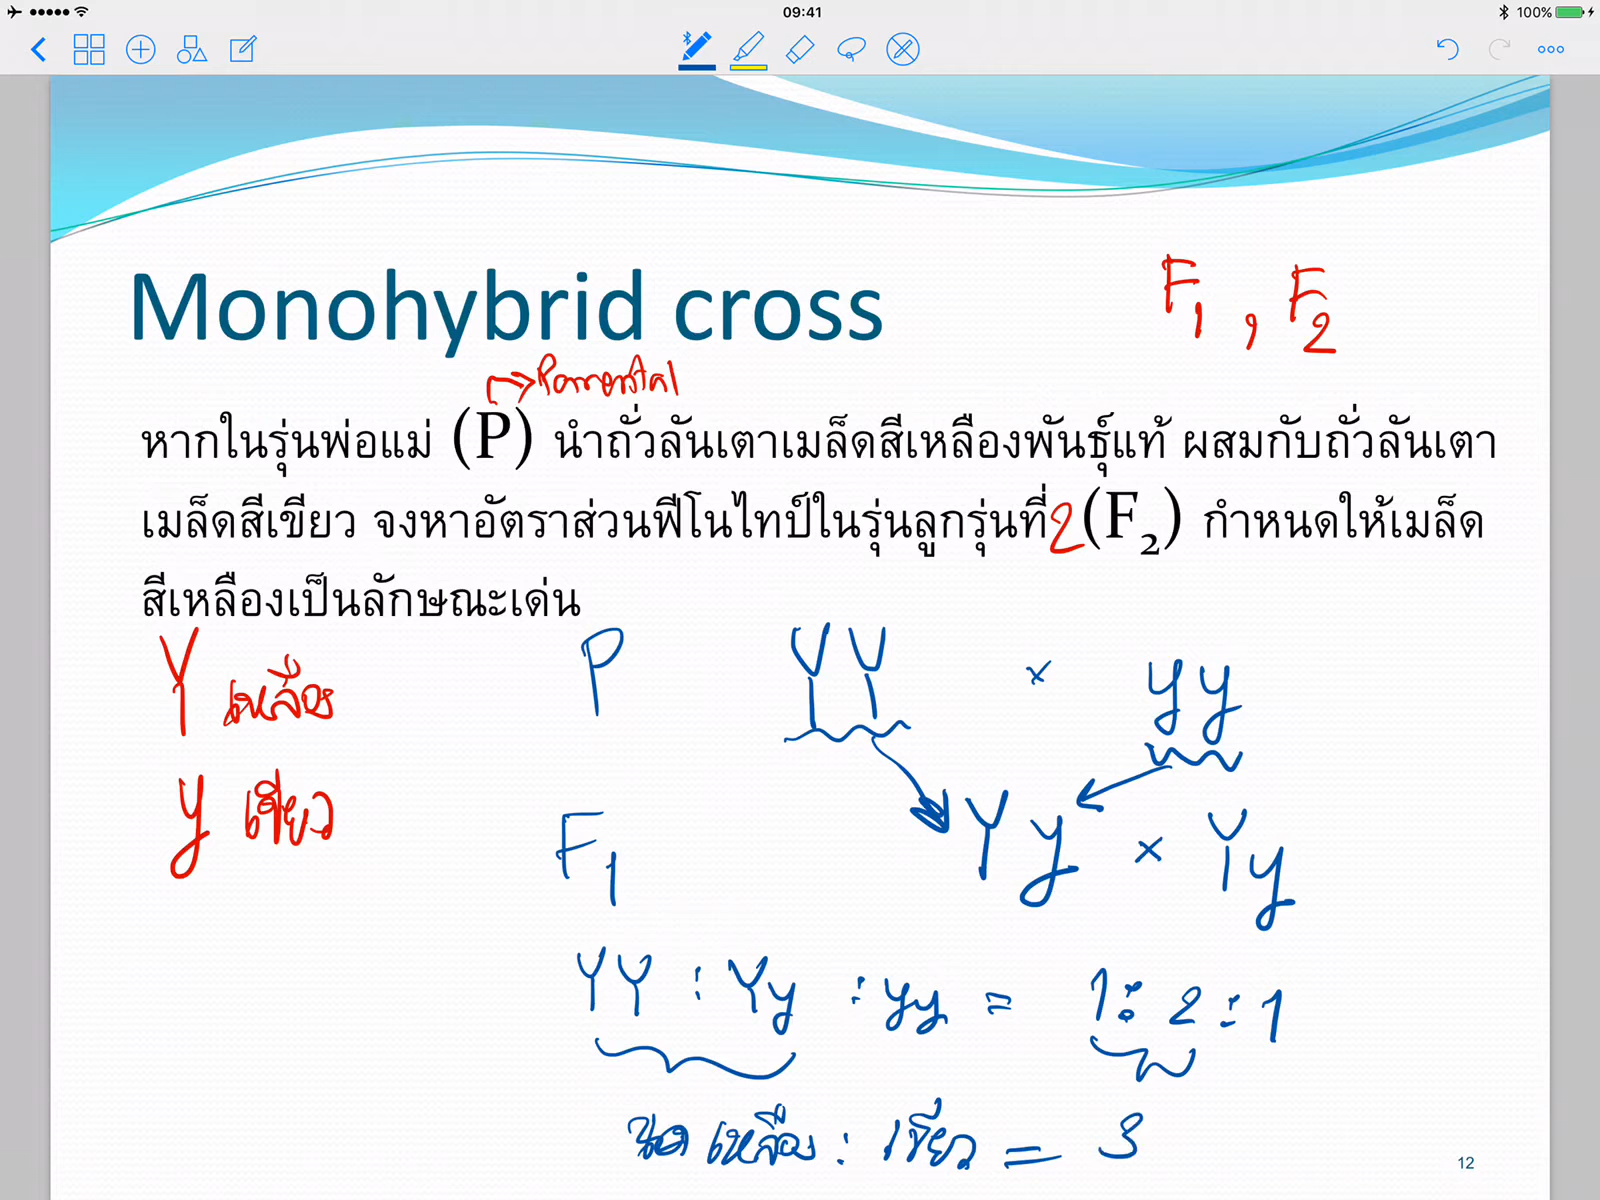 09:41
100%
Monohybrid cross
F1 , F2
Parental
หากในรุ่นพ่อแม่ (P) นำถั่วลันเตาเมล็ดสีเหลืองพันธุ์แท้ ผสมกับถั่วลันเตา
เมล็ดสีเขียว จงหาอัตราส่วนฟีโนไทป์ในรุ่นลูกรุ่นที่ 2 (F2) กำหนดให้เมล็ด
สีเหลืองเป็นลักษณะเด่น
Y เหลือง
P YY × yy
y เขียว
F1 Yy × Yy
YY : Yy : yy = 1 : 2 : 1
เหลือง : เขียว = 3
12